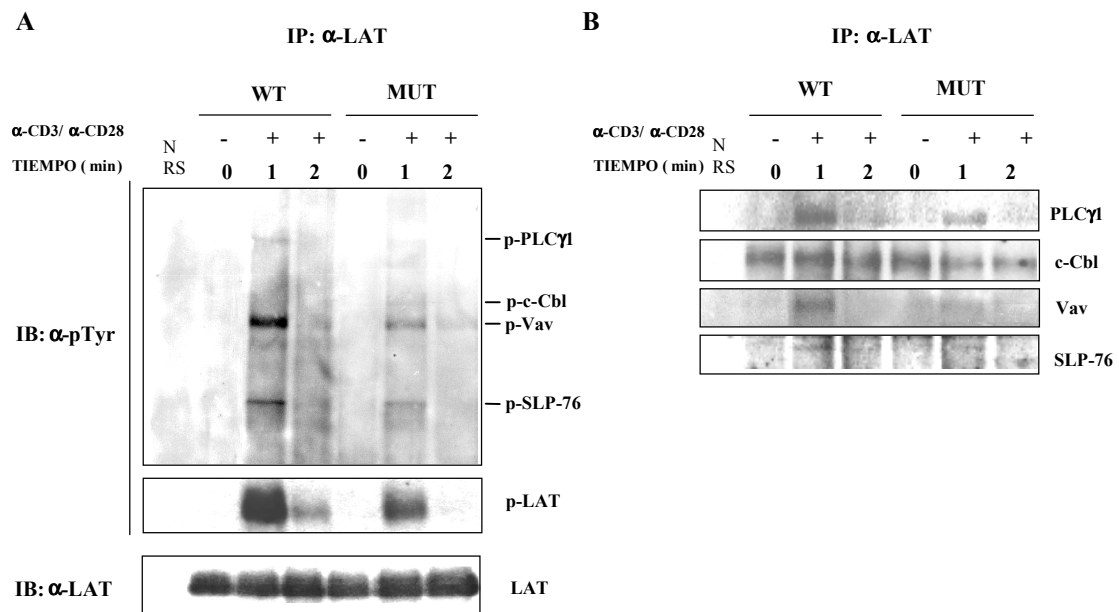 A
IP: α-LAT
WT MUT
α-CD3/ α-CD28 - + + - + +
N
RS
TIEMPO ( min) 0 1 2 0 1 2
p-PLCγ1
p-c-Cbl
p-Vav
IB: α-pTyr
p-SLP-76
p-LAT
IB: α-LAT
LAT
B
IP: α-LAT
WT MUT
α-CD3/ α-CD28 - + + - + +
N
RS
TIEMPO ( min) 0 1 2 0 1 2
PLCγ1
c-Cbl
Vav
SLP-76